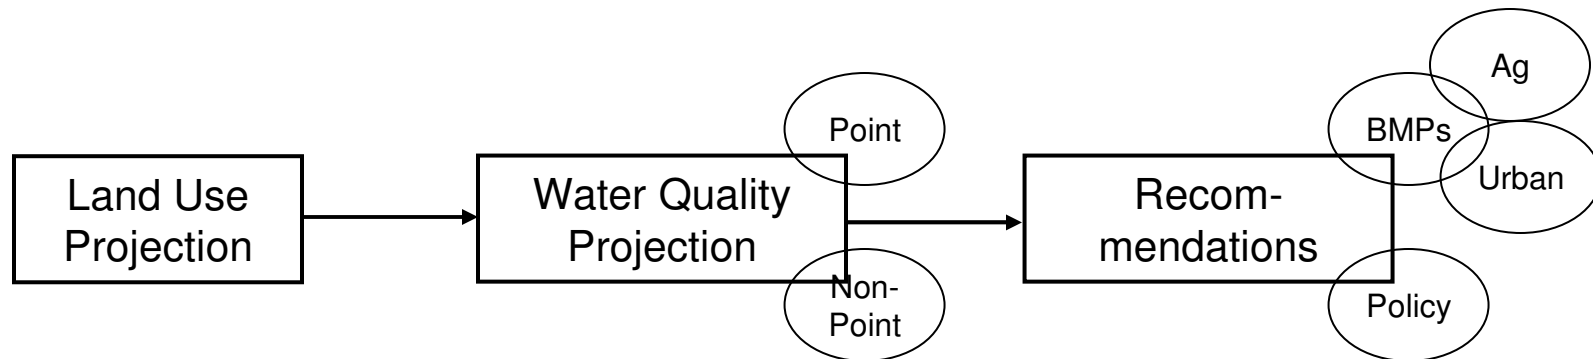 Land Use
Projection
Water Quality
Projection
Point
Non-
Point
Recom-
mendations
BMPs
Ag
Urban
Policy